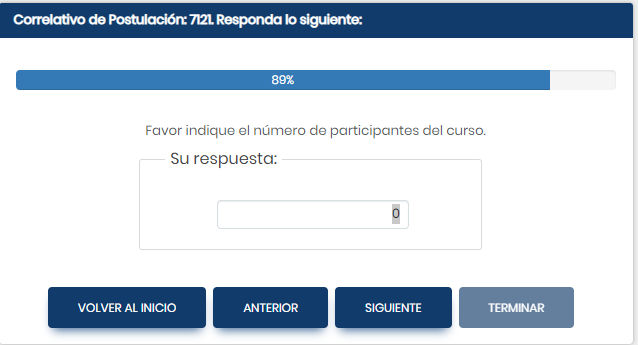 Correlativo de Postulación: 7121. Responda lo siguiente:
89%
Favor indique el número de participantes del curso.
Su respuesta:
0
VOLVER AL INICIO
ANTERIOR
SIGUIENTE
TERMINAR